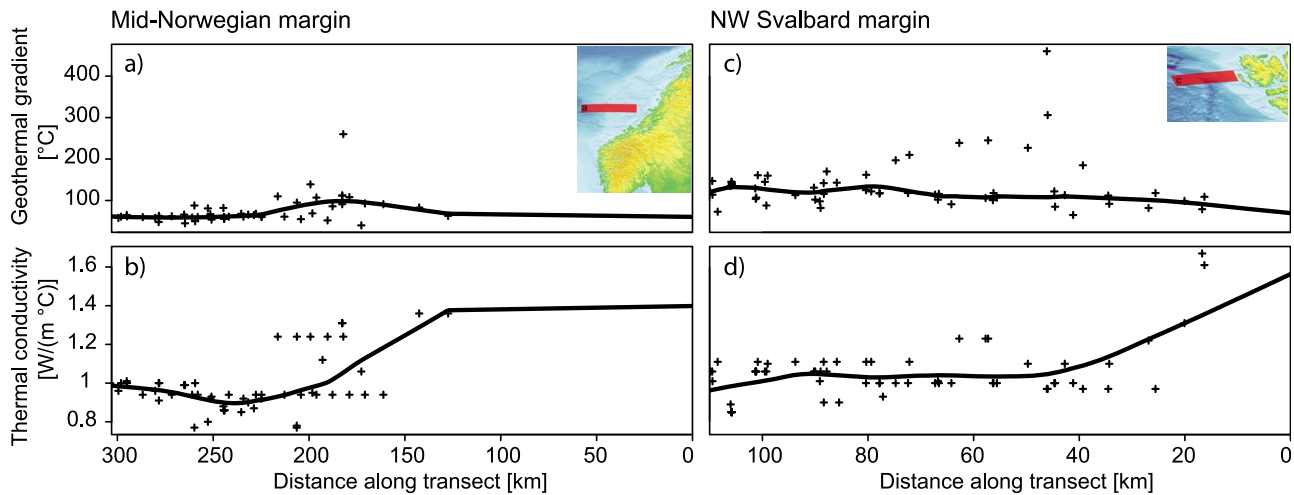 Mid-Norwegian margin
NW Svalbard margin
Geothermal gradient
[°C]
400
300
200
100
a)
a
c)
c
Thermal conductivity
[W/(m °C)]
1.6
1.4
1.2
1
0.8
b)
d)
300
250
200
150
100
50
0
100
80
60
40
20
0
Distance along transect [km]
Distance along transect [km]